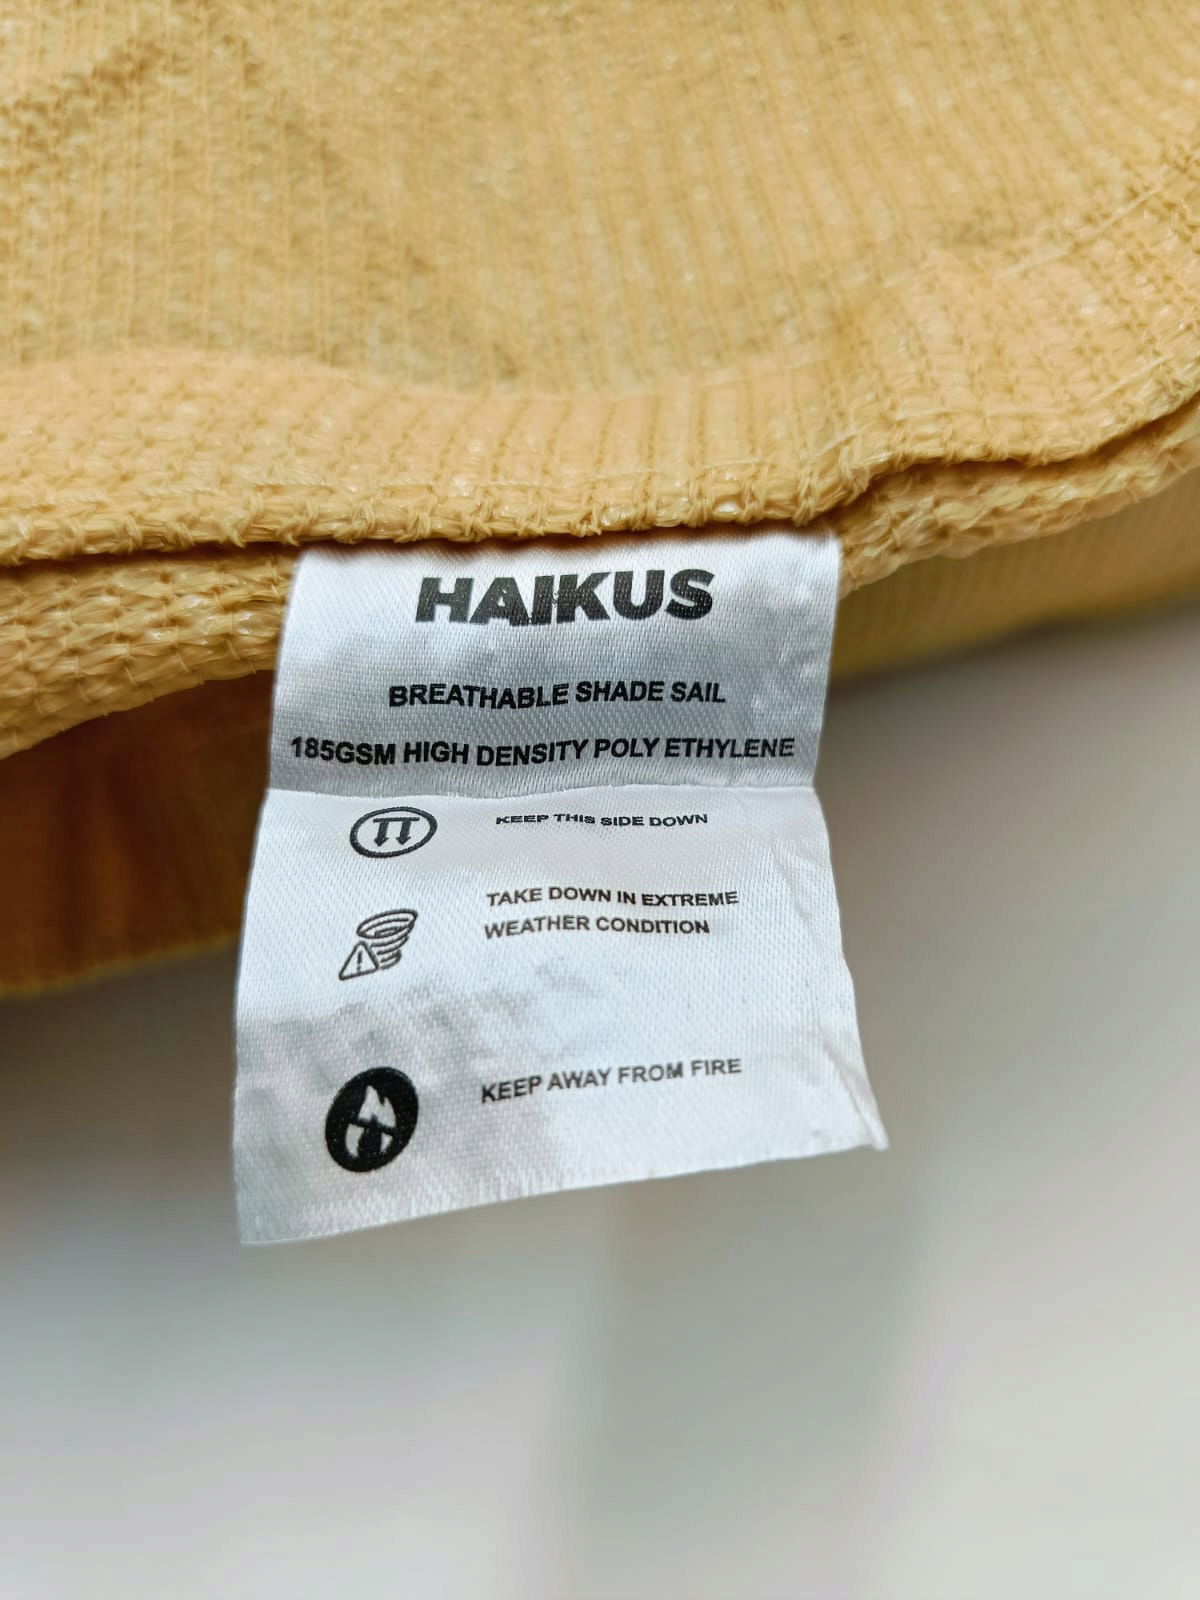 HAIKUS
BREATHABLE SHADE SAIL
185GSM HIGH DENSITY POLY ETHYLENE
KEEP THIS SIDE DOWN
TAKE DOWN IN EXTREME
WEATHER CONDITION
KEEP AWAY FROM FIRE